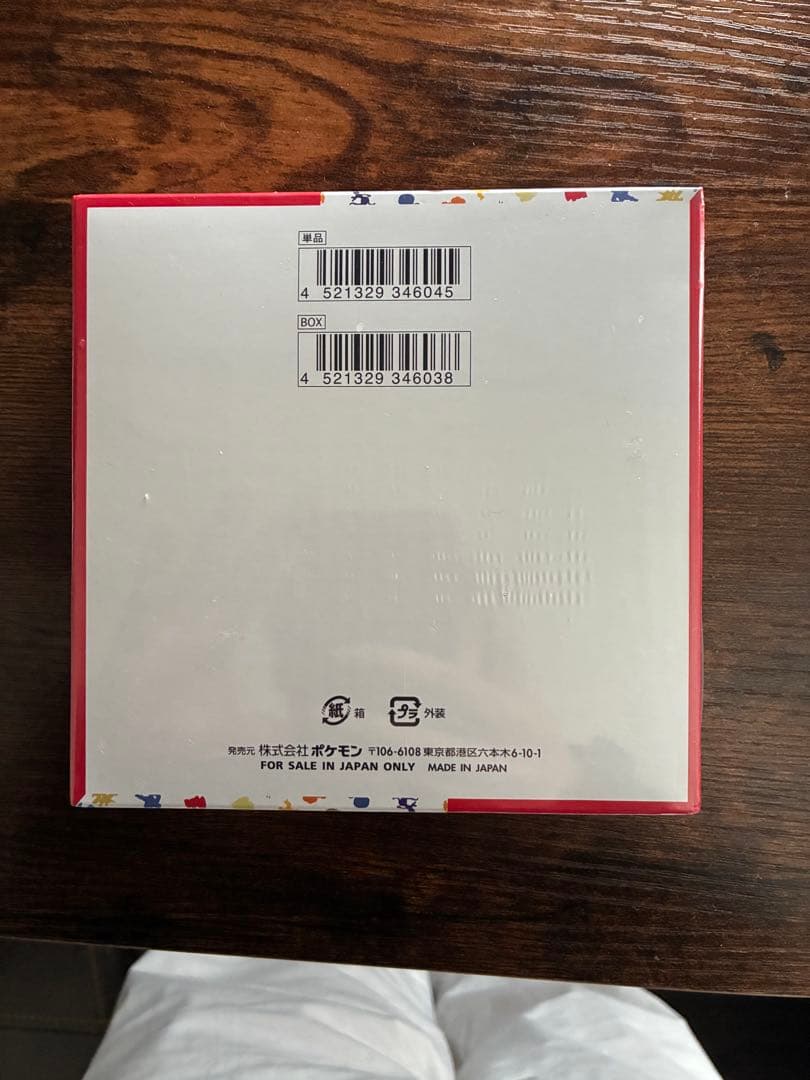 単品
4 521329 346045
BOX
4 521329 346038
紙 箱 プラ 外装
発売元 株式会社 ポケモン 〒106-6108 東京都港区六本木6-10-1
FOR SALE IN JAPAN ONLY MADE IN JAPAN